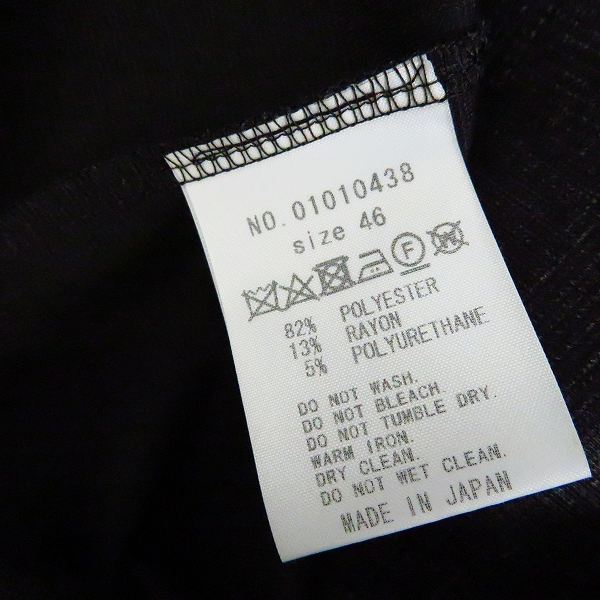 NO.01010438
size 46
F W
82% POLYESTER
13% RAYON
5% POLYURETHANE
DO NOT WASH.
DO NOT BLEACH.
DO NOT TUMBLE DRY.
WARM IRON.
DRY CLEAN.
DO NOT WET CLEAN.
MADE IN JAPAN